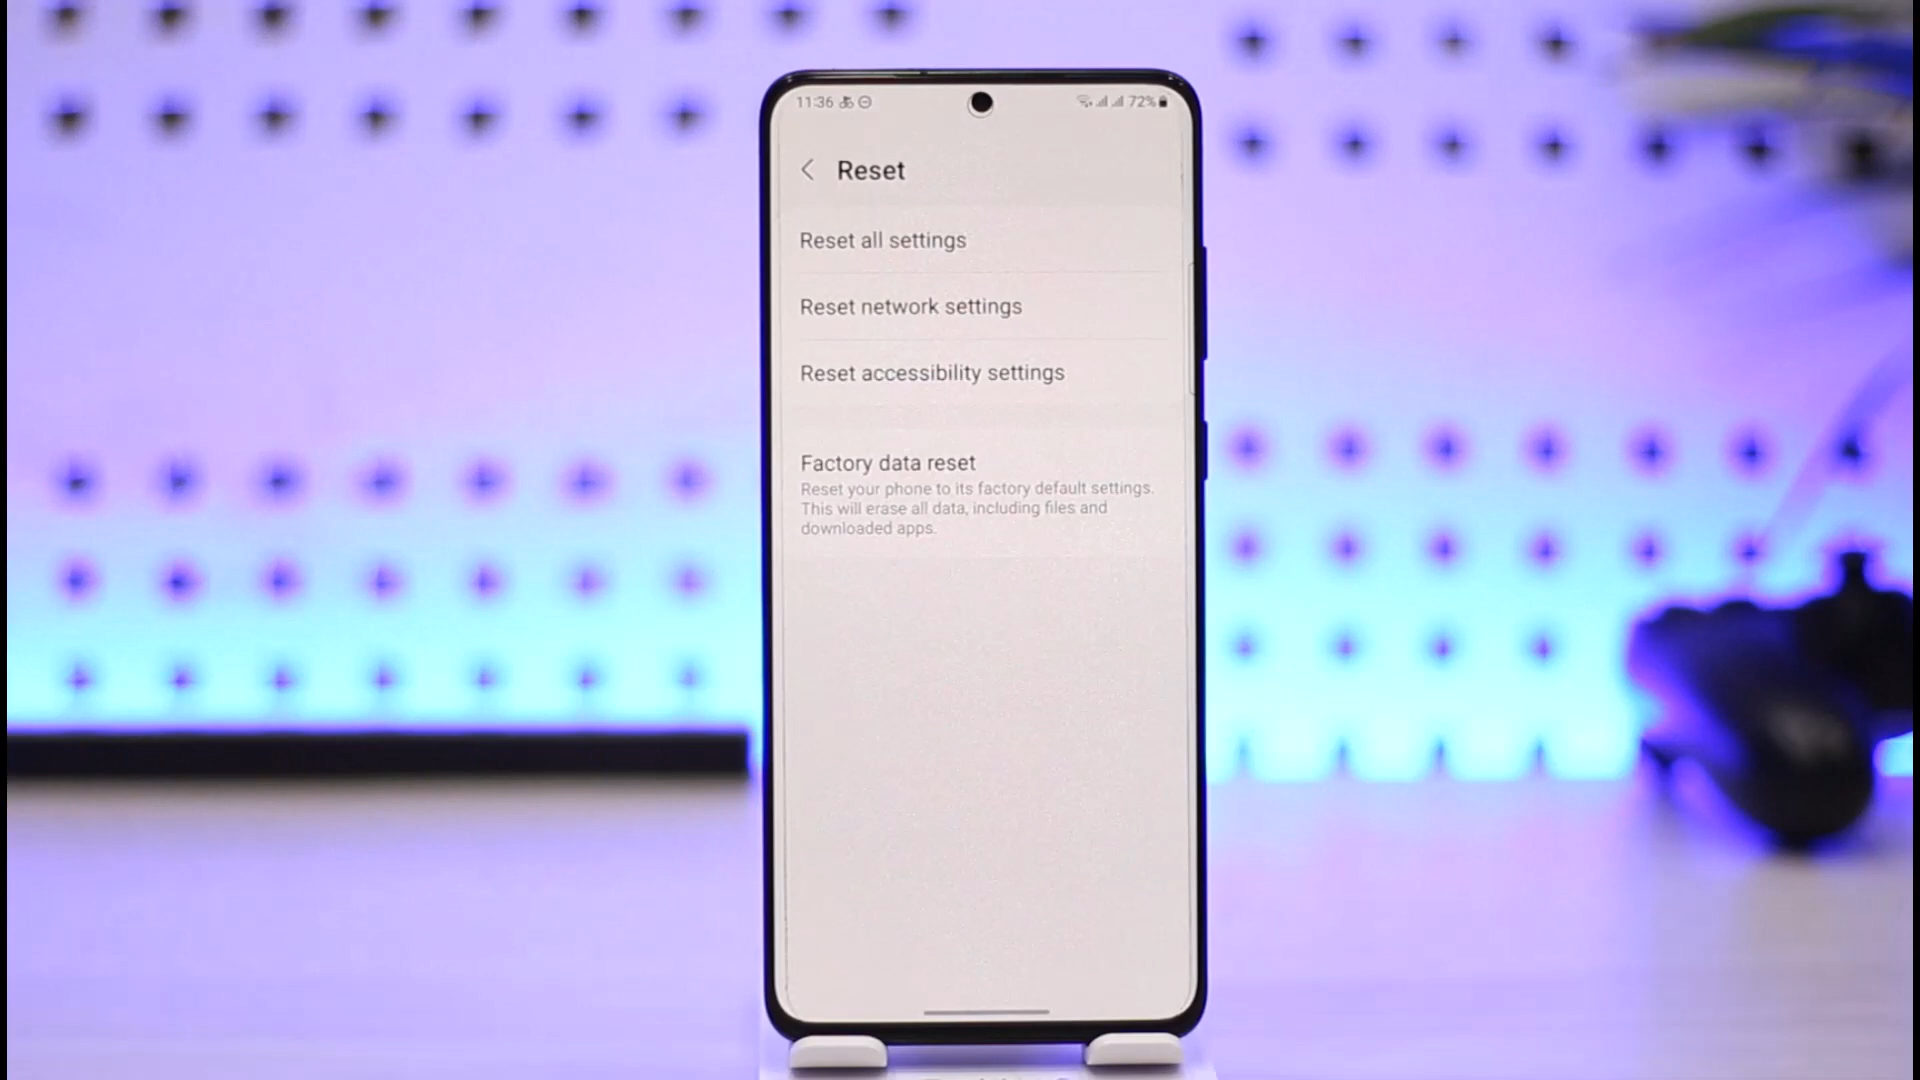 11:36
72%
Reset
Reset all settings
Reset network settings
Reset accessibility settings
Factory data reset
Reset your phone to its factory default settings.
This will erase all data, including files and
downloaded apps.